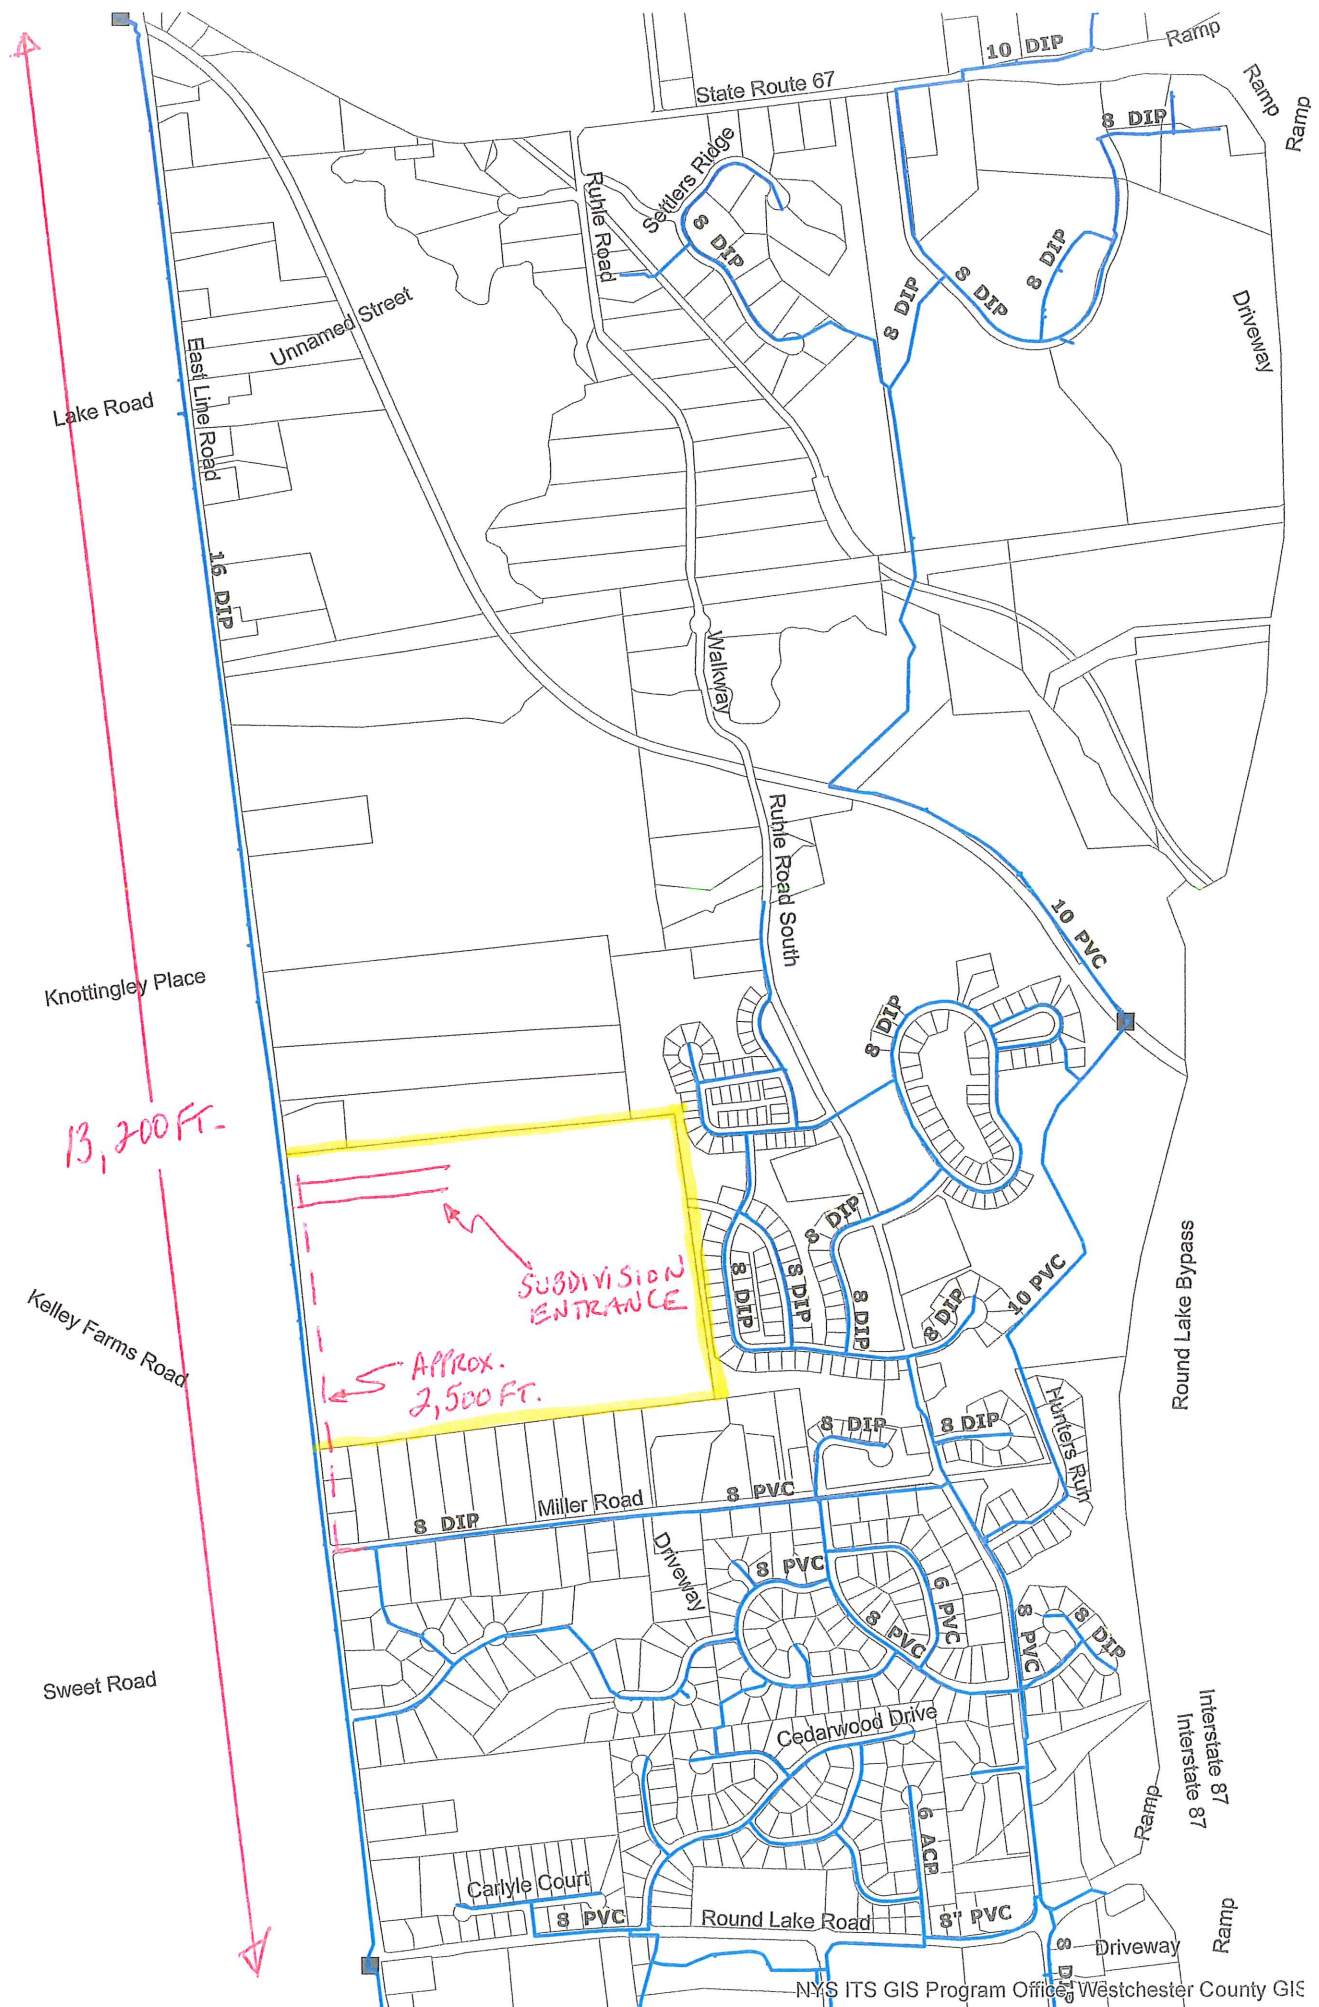 10 DIP
Ramp
State Route 67
Ramp
Ramp
8 DIP
Settlers Ridge
Ruhle Road
8 DIP
8 DIP
8 DIP
8 DIP
Driveway
Unnamed Street
East Line Road
Lake Road
16 DIP
Walkway
Ruhle Road South
10 PVC
Knottingley Place
8 DIP
13,200 FT.
SUBDIVISION
ENTRANCE
8 DIP
8 DIP
8 DIP
8 DIP
8 DIP
10 PVC
Round Lake Bypass
Kelley Farms Road
APPROX.
2,500 FT.
8 DIP
8 DIP
Hunters Run
8 PVC
Miller Road
8 DIP
Driveway
8 PVC
6 PVC
8 PVC
8 PVC
8 DIP
Sweet Road
Cedarwood Drive
Interstate 87
Interstate 87
Ramp
6 ACP
Carlyle Court
8 PVC
Round Lake Road
8" PVC
Ramp
8 DIP
Driveway
NYS ITS GIS Program Office, Westchester County GIS